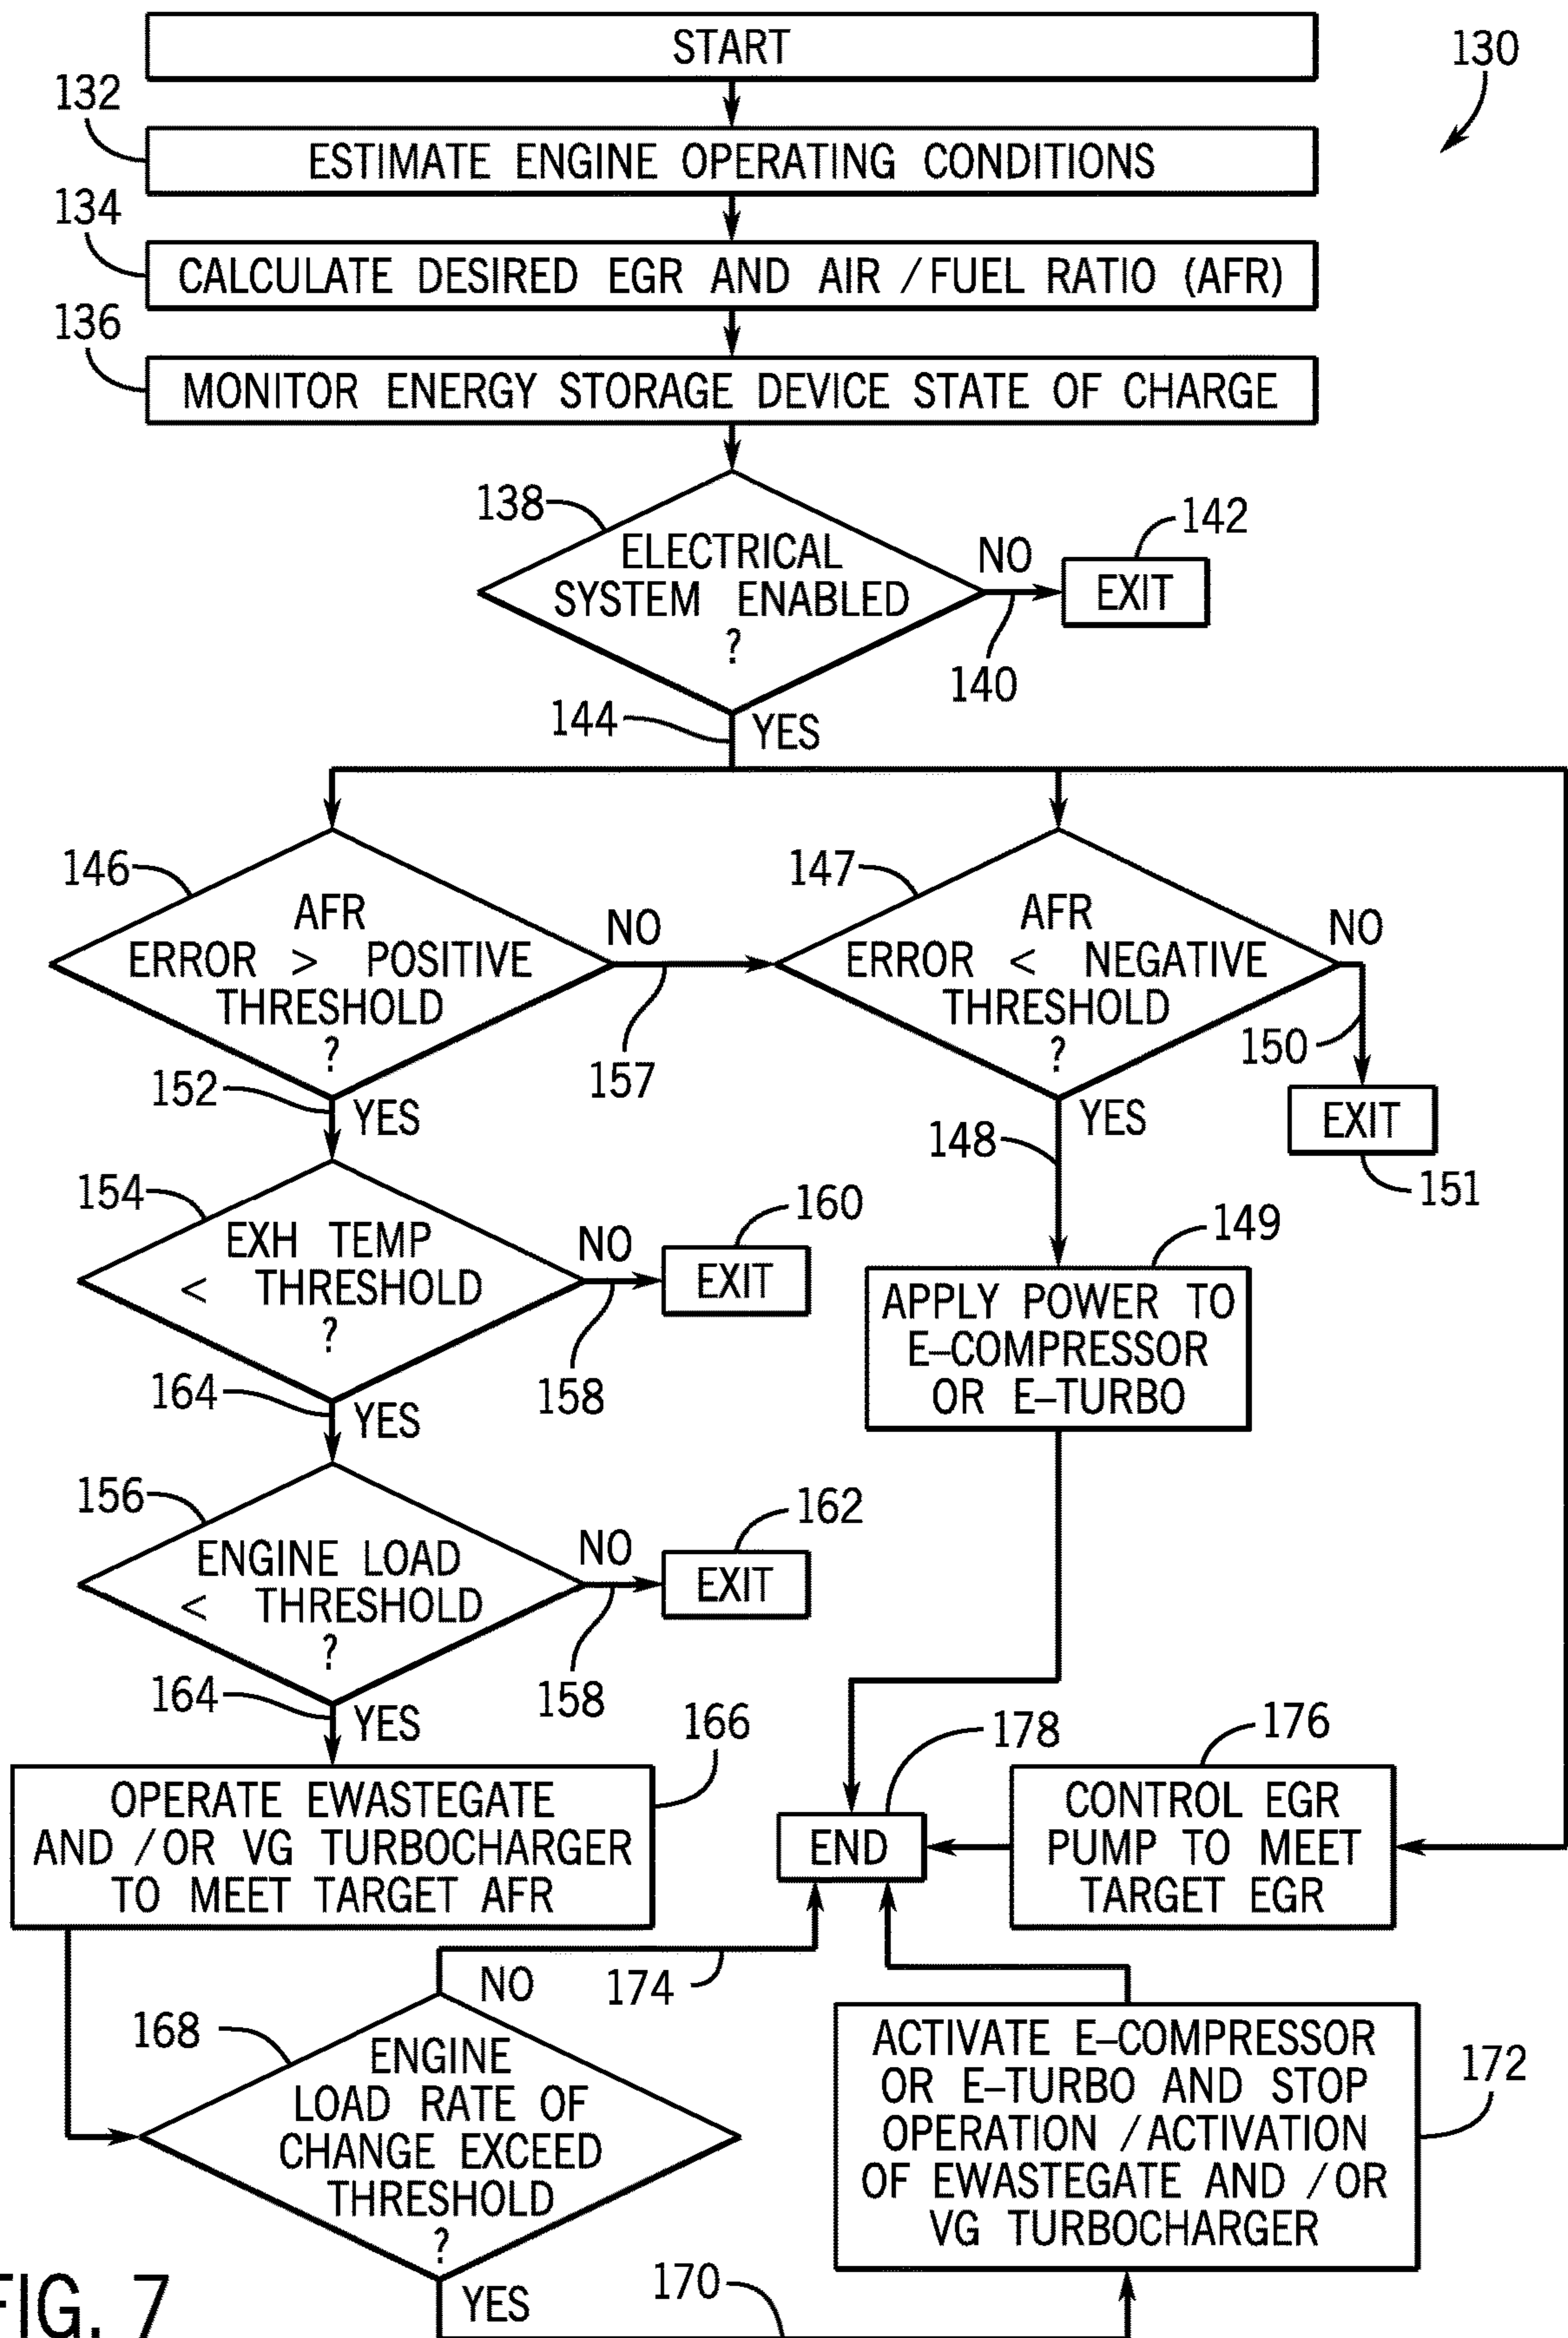 START
130
132
ESTIMATE ENGINE OPERATING CONDITIONS
134
CALCULATE DESIRED EGR AND AIR /FUEL RATIO (AFR)
136
MONITOR ENERGY STORAGE DEVICE STATE OF CHARGE
138
ELECTRICAL
SYSTEM ENABLED
?
NO
142
EXIT
140
144
YES
146
AFR
ERROR > POSITIVE
THRESHOLD
?
NO
157
147
AFR
ERROR < NEGATIVE
THRESHOLD
?
NO
150
EXIT
151
152
YES
148
YES
154
EXH TEMP
< THRESHOLD
?
NO
160
EXIT
158
149
APPLY POWER TO
E–COMPRESSOR
OR E–TURBO
164
YES
156
ENGINE LOAD
< THRESHOLD
?
NO
162
EXIT
158
164
YES
166
OPERATE EWASTEGATE
AND /OR VG TURBOCHARGER
TO MEET TARGET AFR
178
END
176
CONTROL EGR
PUMP TO MEET
TARGET EGR
NO
174
168
ENGINE
LOAD RATE OF
CHANGE EXCEED
THRESHOLD
?
ACTIVATE E–COMPRESSOR
OR E–TURBO AND STOP
OPERATION /ACTIVATION
OF EWASTEGATE AND /OR
VG TURBOCHARGER
172
YES
170
FIG. 7